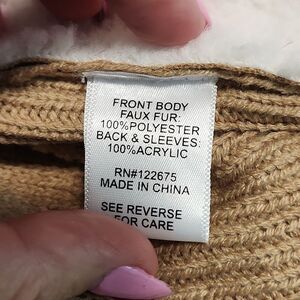 FRONT BODY
FAUX FUR:
100%POLYESTER
BACK & SLEEVES:
100%ACRYLIC
RN#122675
MADE IN CHINA
SEE REVERSE
FOR CARE